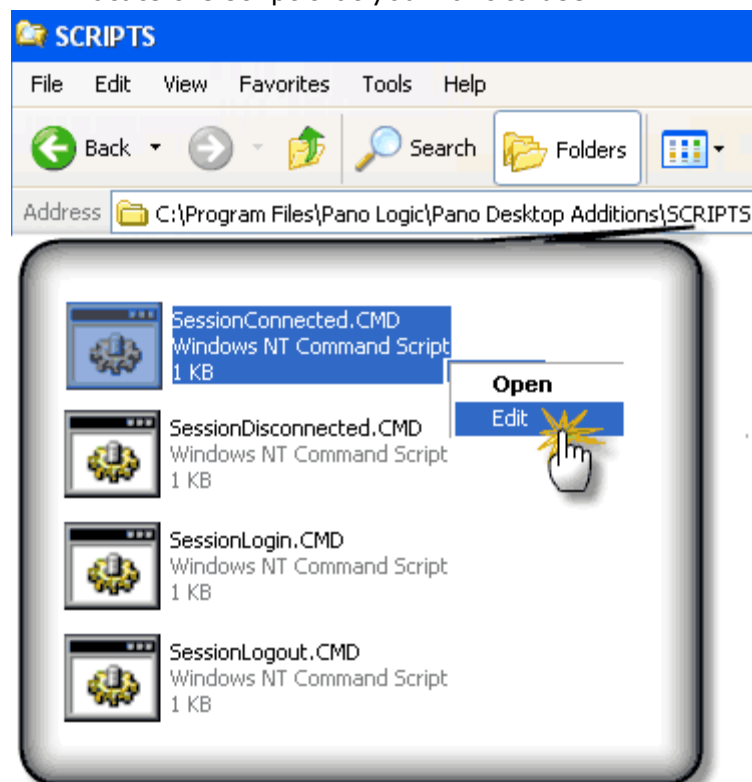 SCRIPTS
File Edit View Favorites Tools Help
Back Search Folders
Address C:\Program Files\Pano Logic\Pano Desktop Additions\SCRIPTS
SessionConnected.CMD
Windows NT Command Script
1 KB
Open
Edit
SessionDisconnected.CMD
Windows NT Command Script
1 KB
SessionLogin.CMD
Windows NT Command Script
1 KB
SessionLogout.CMD
Windows NT Command Script
1 KB